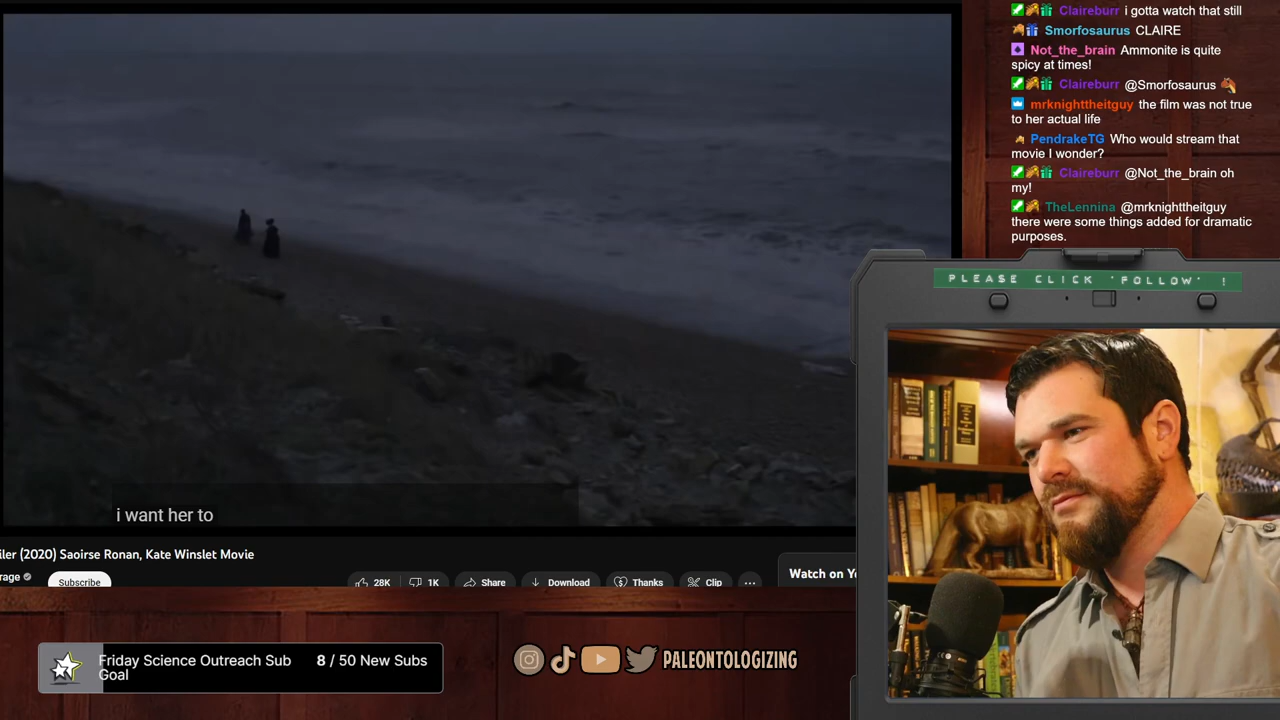 Claireburr i gotta watch that still
Smorfosaurus CLAIRE
Not_the_brain Ammonite is quite
spicy at times!
Claireburr @Smorfosaurus
mrknighttheitguy the film was not true
to her actual life
PendrakeTG Who would stream that
movie I wonder?
Claireburr @Not_the_brain oh
my!
TheLennina @mrknighttheitguy
there were some things added for dramatic
purposes.
PLEASE CLICK 'FOLLOW' !
i want her to
iler (2020) Saoirse Ronan, Kate Winslet Movie
rage
Subscribe
28K
1K
Share
Download
Thanks
Clip
...
Watch on Yo
Friday Science Outreach Sub
Goal
8 / 50 New Subs
PALEONTOLOGIZING